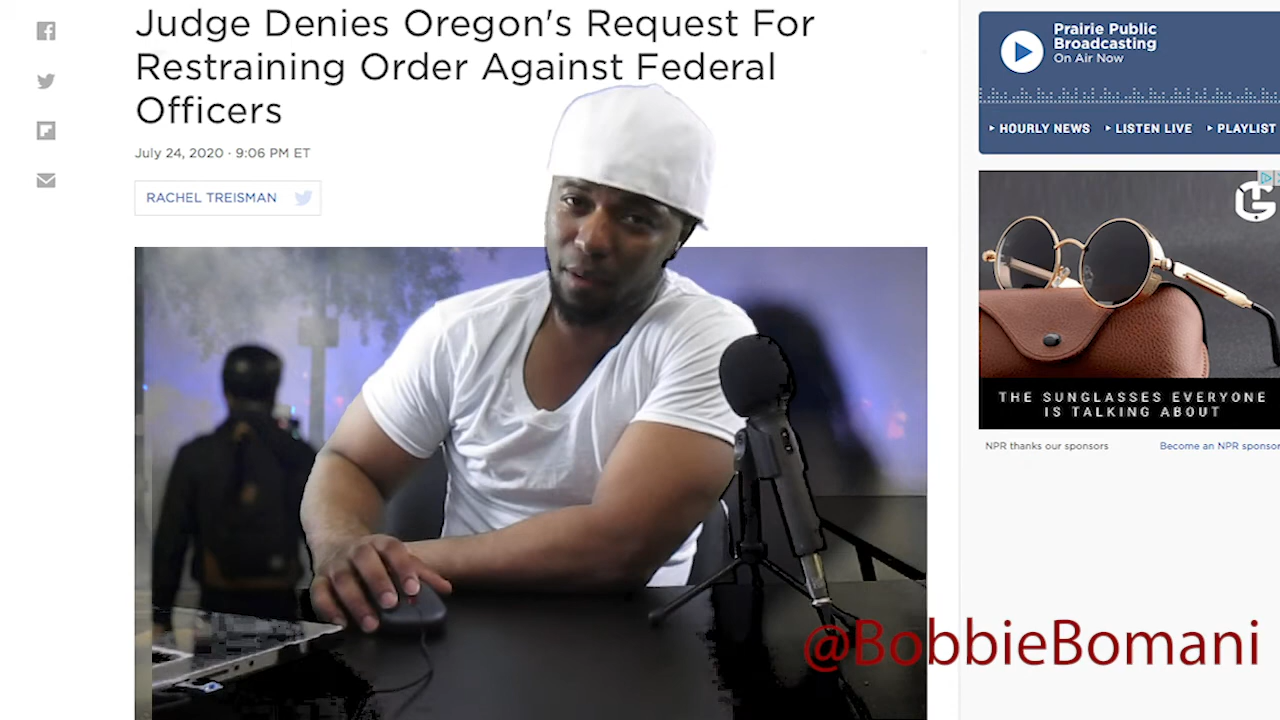 Judge Denies Oregon's Request For
Restraining Order Against Federal
Officers
July 24, 2020 · 9:06 PM ET
RACHEL TREISMAN
Prairie Public
Broadcasting
On Air Now
HOURLY NEWS
LISTEN LIVE
PLAYLIST
THE SUNGLASSES EVERYONE
IS TALKING ABOUT
NPR thanks our sponsors
Become an NPR sponsor
@BobbieBomani